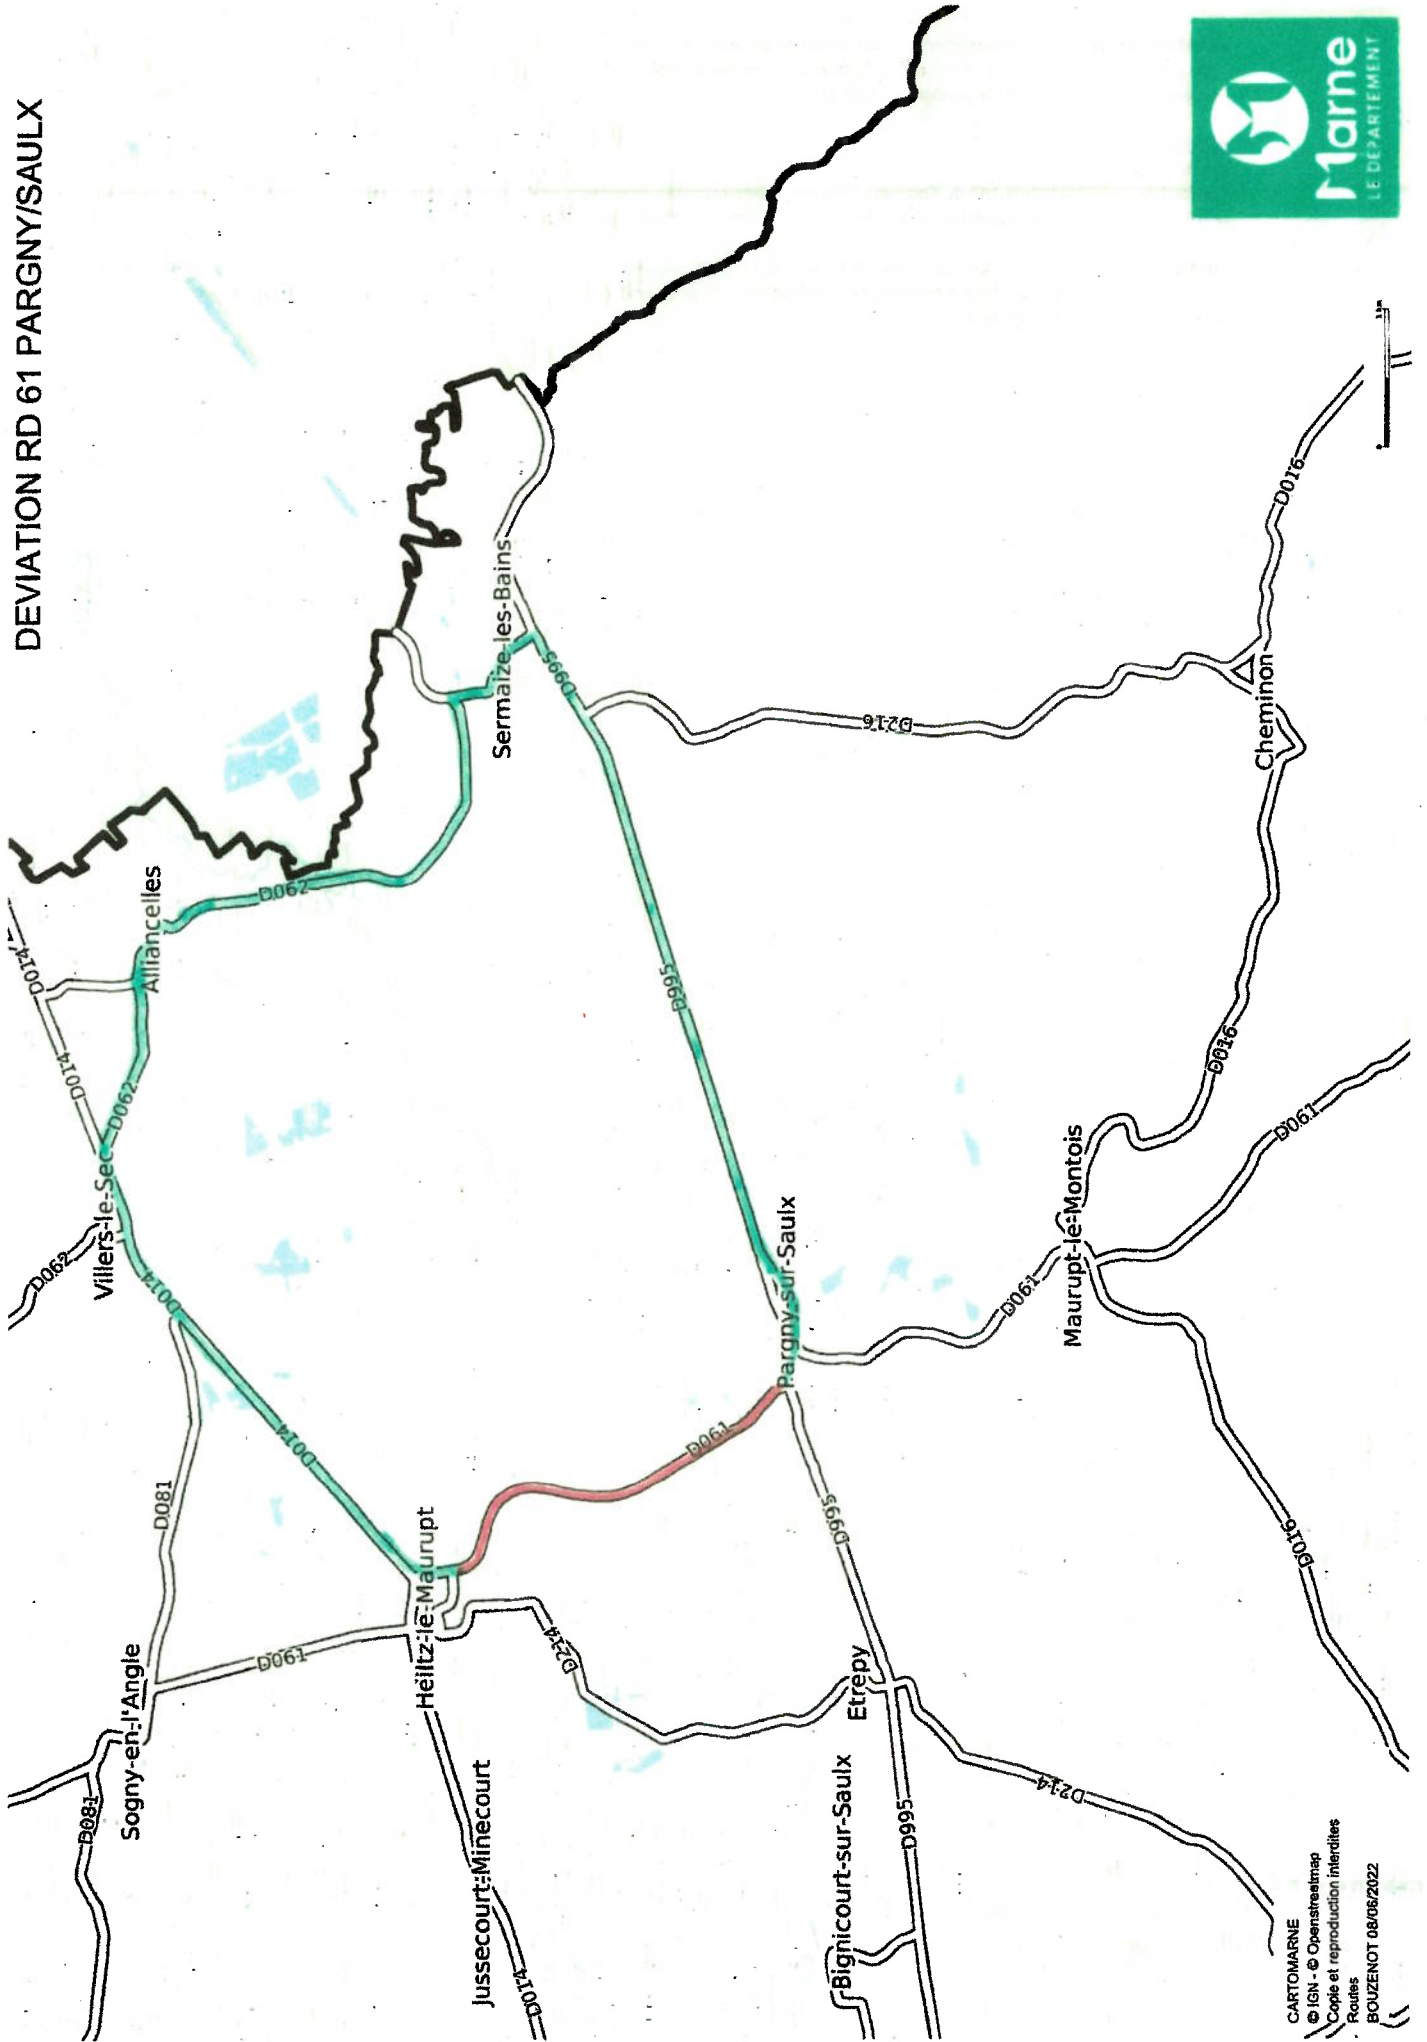 DEVIATION RD 61 PARGNY/SAULX
Marne
LE DÉPARTEMENT
D014
D014
D062
Alliancelles
D062
D062
Villers-le-Sec
D014
D014
D081
D081
Sogny-en-l'Angle
D061
Heiltz-le-Maurupt
Jussecourt-Minecourt
D014
D214
D061
Sermaize-les-Bains
D995
D995
Pargny-sur-Saulx
D995
Etrepy
Bignicourt-sur-Saulx
D995
D214
D216
Cheminon
D016
D016
D061
Maurupt-le-Montois
D061
D016
0
CARTOMARNE
© IGN - © Openstreetmap
Copie et reproduction interdites
Routes
BOUZENOT 08/06/2022